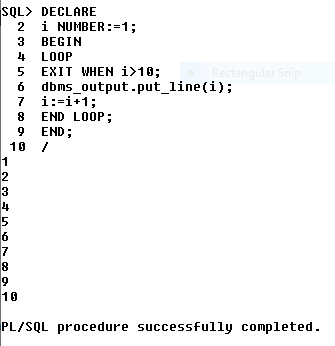 SQL> DECLARE
2 i NUMBER:=1;
3 BEGIN
4 LOOP
5 EXIT WHEN i>10;
Rectangular Snip
6 dbms_output.put_line(i);
7 i:=i+1;
8 END LOOP;
9 END;
10 /
1
2
3
4
5
6
7
8
9
10
PL/SQL procedure successfully completed.